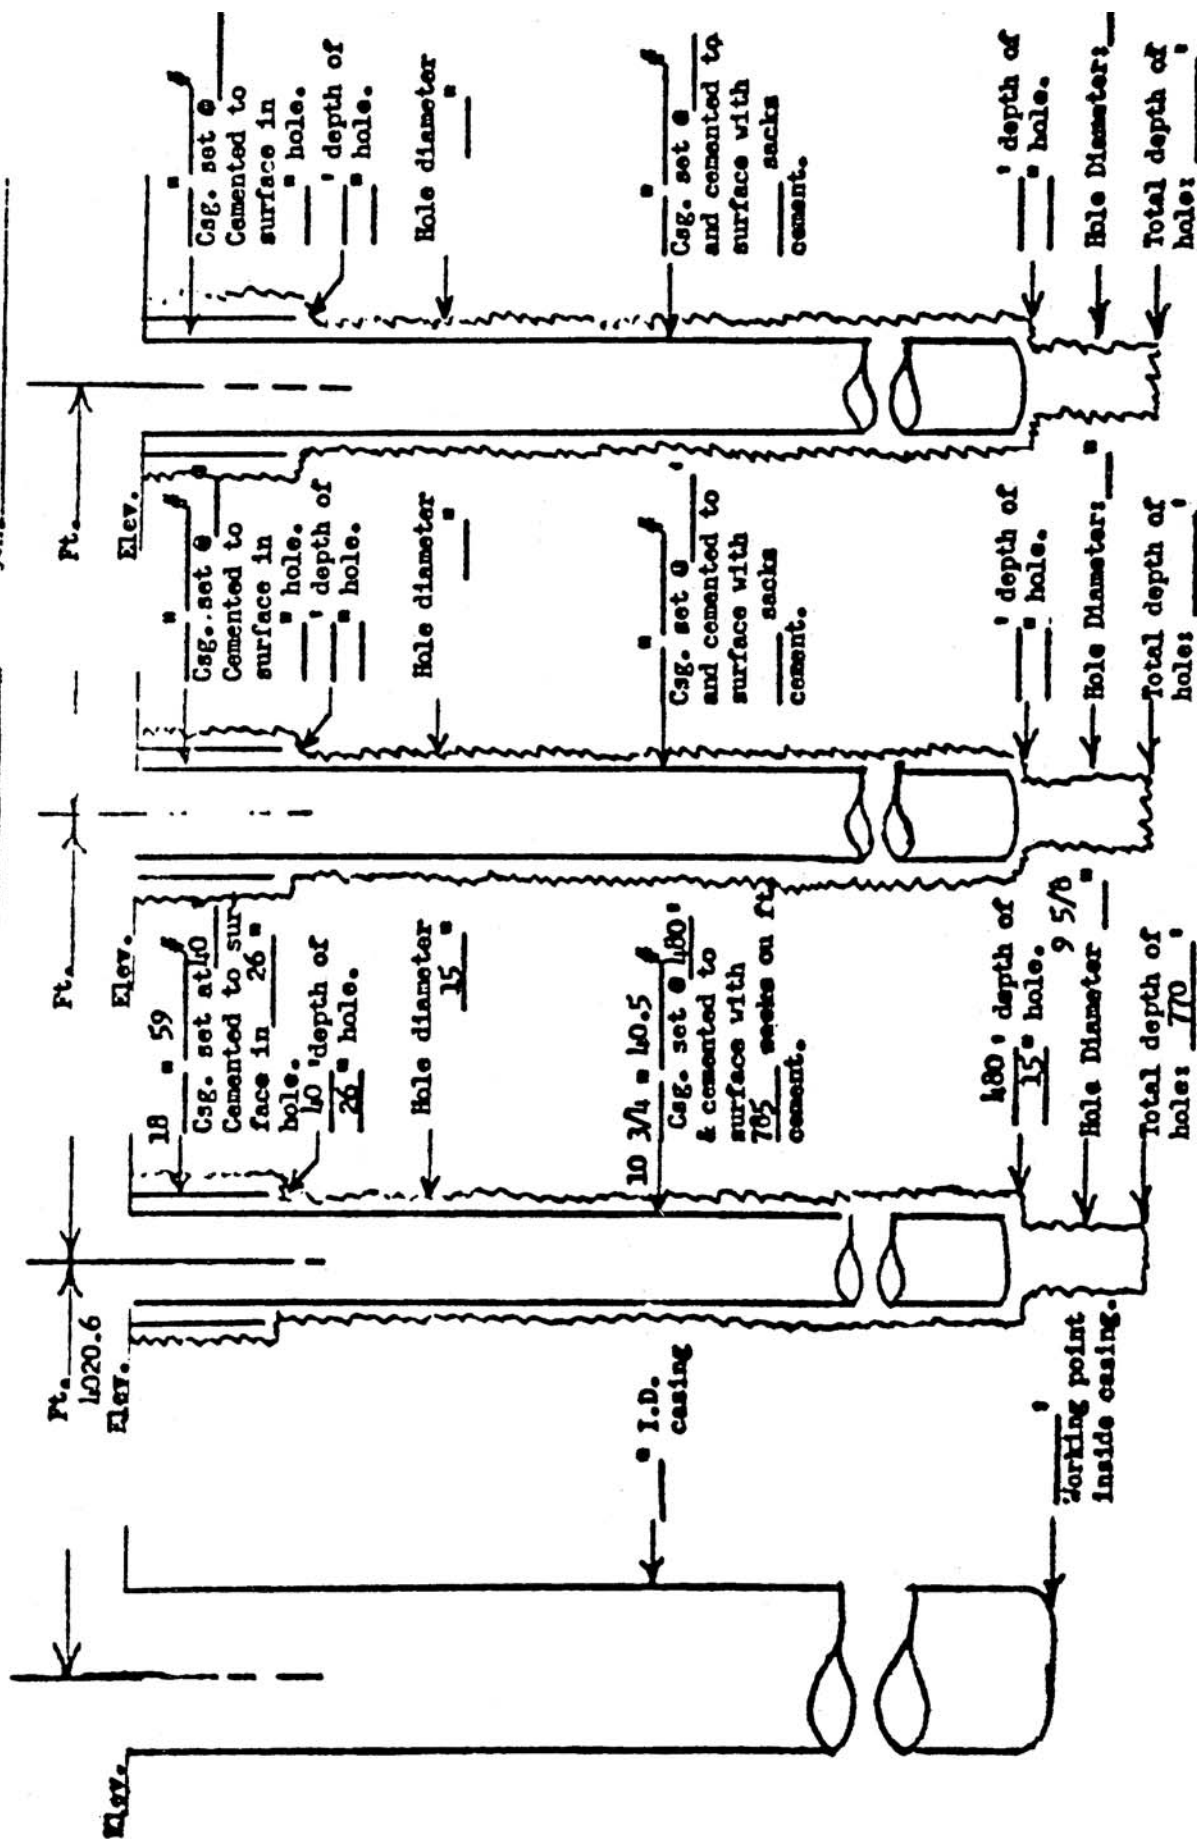 Elev.
Ft.
4020.6
Elev.
" I.D.
casing
'
Working point
inside casing.
Ft.
Elev.
18 " 59 #
Csg. set at 40
Cemented to sur
face in 26 "
hole.
40 'depth of
26 " hole.
Hole diameter
15 "
10 3/4 " 40.5 #
Csg. set @ 480'
& cemented to
surface with
785 sacks cu ft.
cement.
480 ' depth of
15 " hole.
9 5/8
Hole Diameter "
Total depth of
hole: 770 '
Ft.
Elev.
" #
Csg. set @ '
Cemented to
surface in
" hole.
' depth of
" hole.
Hole diameter
"
" #
Csg. set @ '
and cemented to
surface with
sacks
cement.
' depth of
" hole.
Hole Diameter: "
Total depth of
hole: '
" #
Csg. set @
Cemented to
surface in
" hole.
' depth of
" hole.
Hole diameter
"
" #
Csg. set @
and cemented to
surface with
sacks
cement.
' depth of
" hole.
Hole Diameter:
Total depth of
hole: '